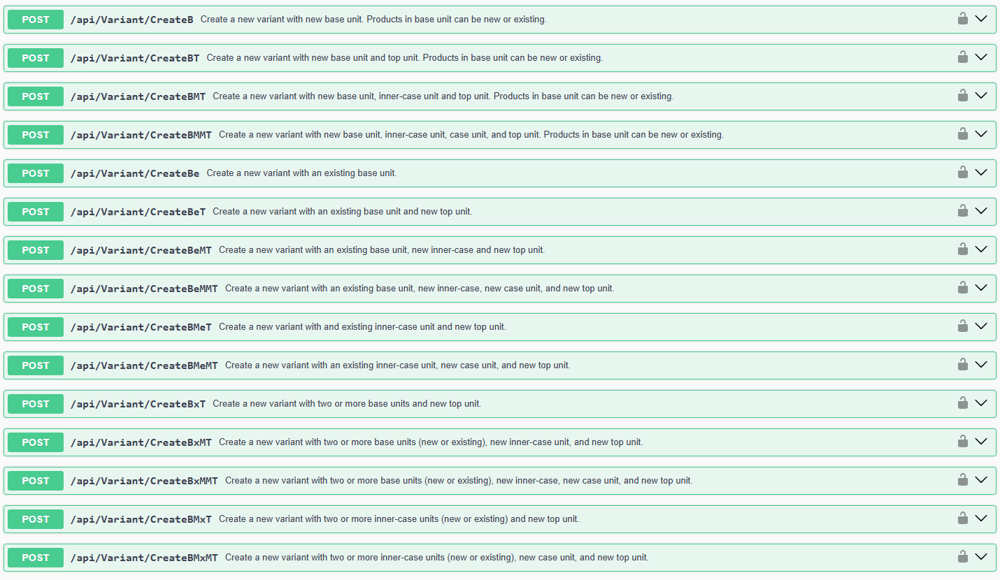 POST /api/Variant/CreateB Create a new variant with new base unit. Products in base unit can be new or existing.
POST /api/Variant/CreateBT Create a new variant with new base unit and top unit. Products in base unit can be new or existing.
POST /api/Variant/CreateBMT Create a new variant with new base unit, inner-case unit and top unit. Products in base unit can be new or existing.
POST /api/Variant/CreateBMMT Create a new variant with new base unit, inner-case unit, case unit, and top unit. Products in base unit can be new or existing.
POST /api/Variant/CreateBe Create a new variant with an existing base unit.
POST /api/Variant/CreateBeT Create a new variant with an existing base unit and new top unit.
POST /api/Variant/CreateBeMT Create a new variant with an existing base unit, new inner-case and new top unit.
POST /api/Variant/CreateBeMMT Create a new variant with an existing base unit, new inner-case, new case unit, and new top unit.
POST /api/Variant/CreateBMeT Create a new variant with and existing inner-case unit and new top unit.
POST /api/Variant/CreateBMeMT Create a new variant with an existing inner-case unit, new case unit, and new top unit.
POST /api/Variant/CreateBxT Create a new variant with two or more base units and new top unit.
POST /api/Variant/CreateBxMT Create a new variant with two or more base units (new or existing), new inner-case unit, and new top unit.
POST /api/Variant/CreateBxMMT Create a new variant with two or more base units (new or existing), new inner-case, new case unit, and new top unit.
POST /api/Variant/CreateBMxT Create a new variant with two or more inner-case units (new or existing) and new top unit.
POST /api/Variant/CreateBMxMT Create a new variant with two or more inner-case units (new or existing), new case unit, and new top unit.